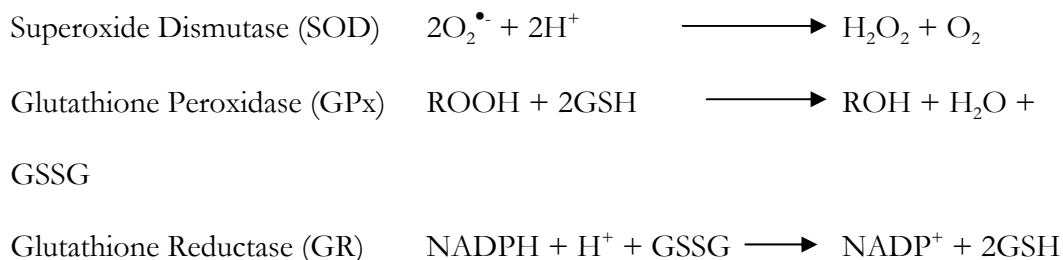 Superoxide Dismutase (SOD) 2O₂•- + 2H⁺ ⟶ H₂O₂ + O₂
Glutathione Peroxidase (GPx) ROOH + 2GSH ⟶ ROH + H₂O +
GSSG
Glutathione Reductase (GR) NADPH + H⁺ + GSSG ⟶ NADP⁺ + 2GSH